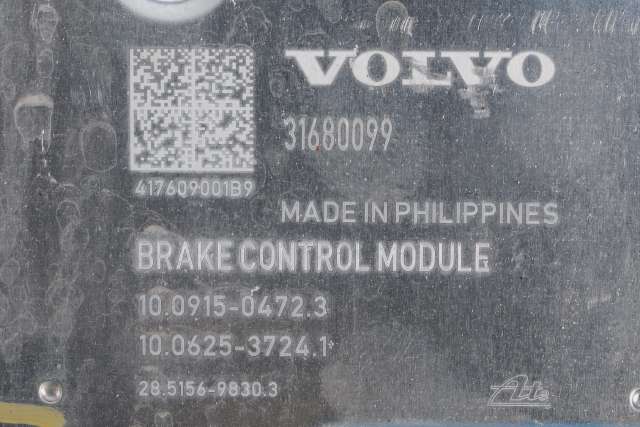 VOLVO
31680099
417609001B9
MADE IN PHILIPPINES
BRAKE CONTROL MODULE
10.0915-0472.3
10.0625-3724.1
28.5156-9830.3
Ate